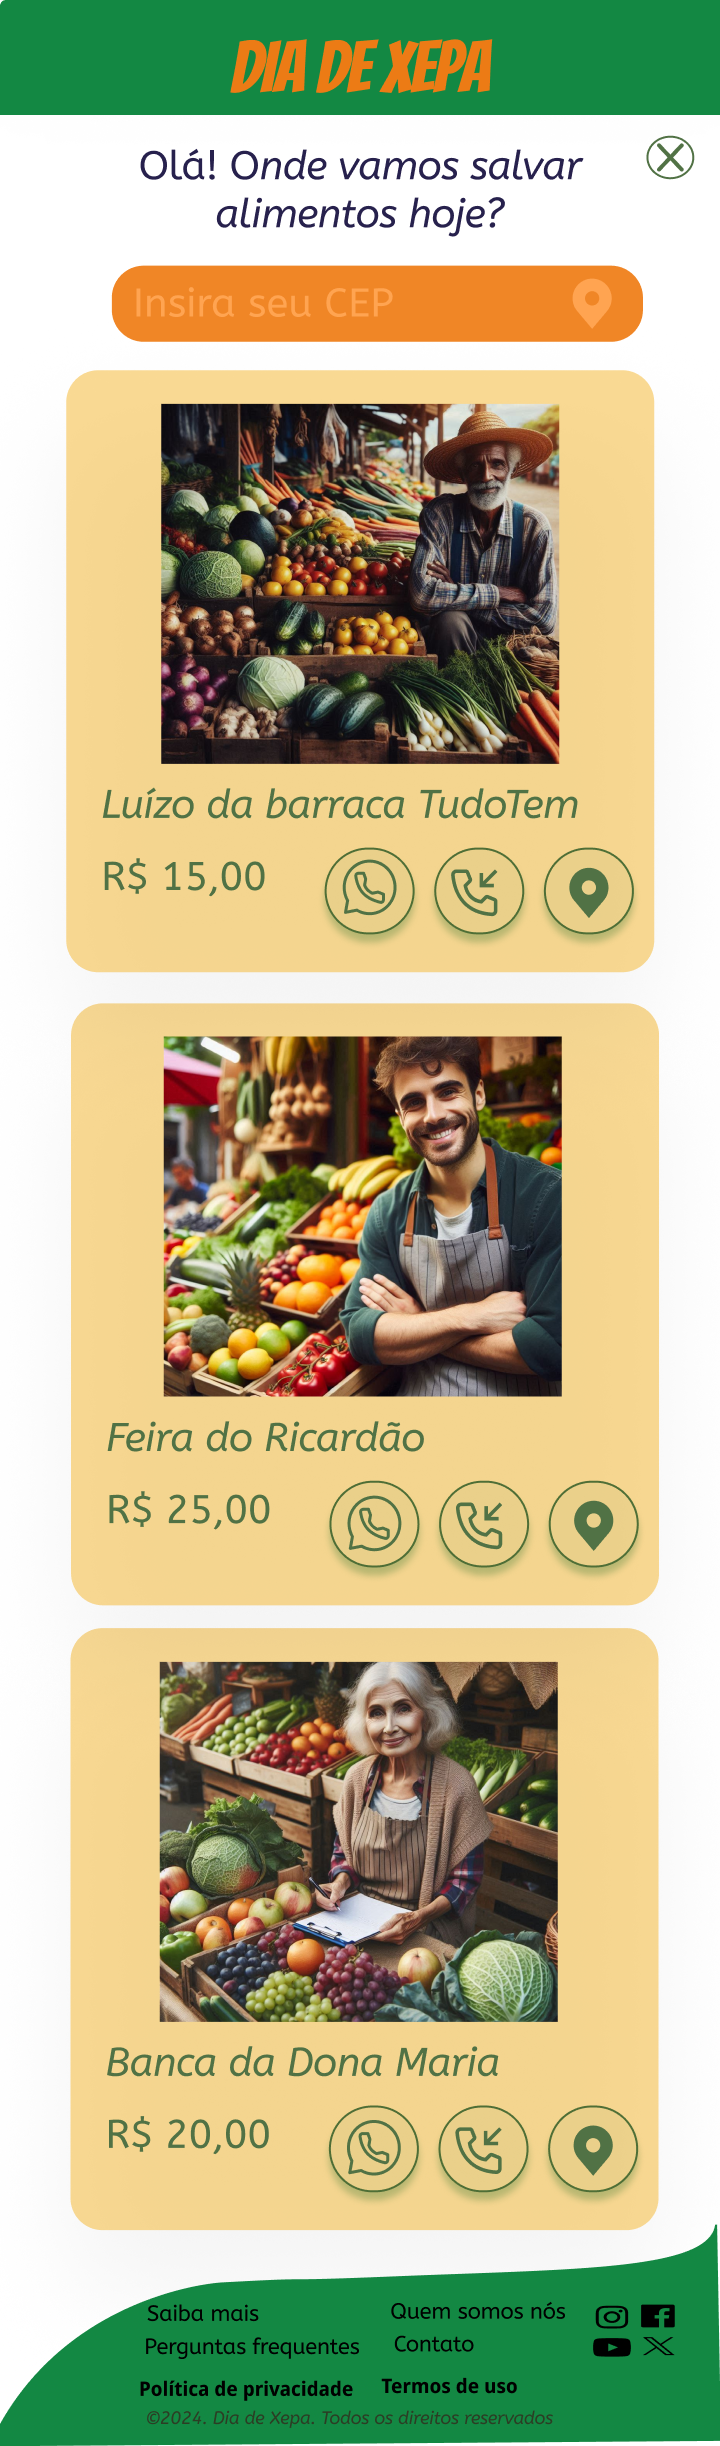 DIA DE XEPA
Olá! Onde vamos salvar
alimentos hoje?
Insira seu CEP
Luízo da barraca TudoTem
R$ 15,00
Feira do Ricardão
R$ 25,00
Banca da Dona Maria
R$ 20,00
Saiba mais
Quem somos nós
Perguntas frequentes
Contato
Política de privacidade
Termos de uso
©2024. Dia de Xepa. Todos os direitos reservados